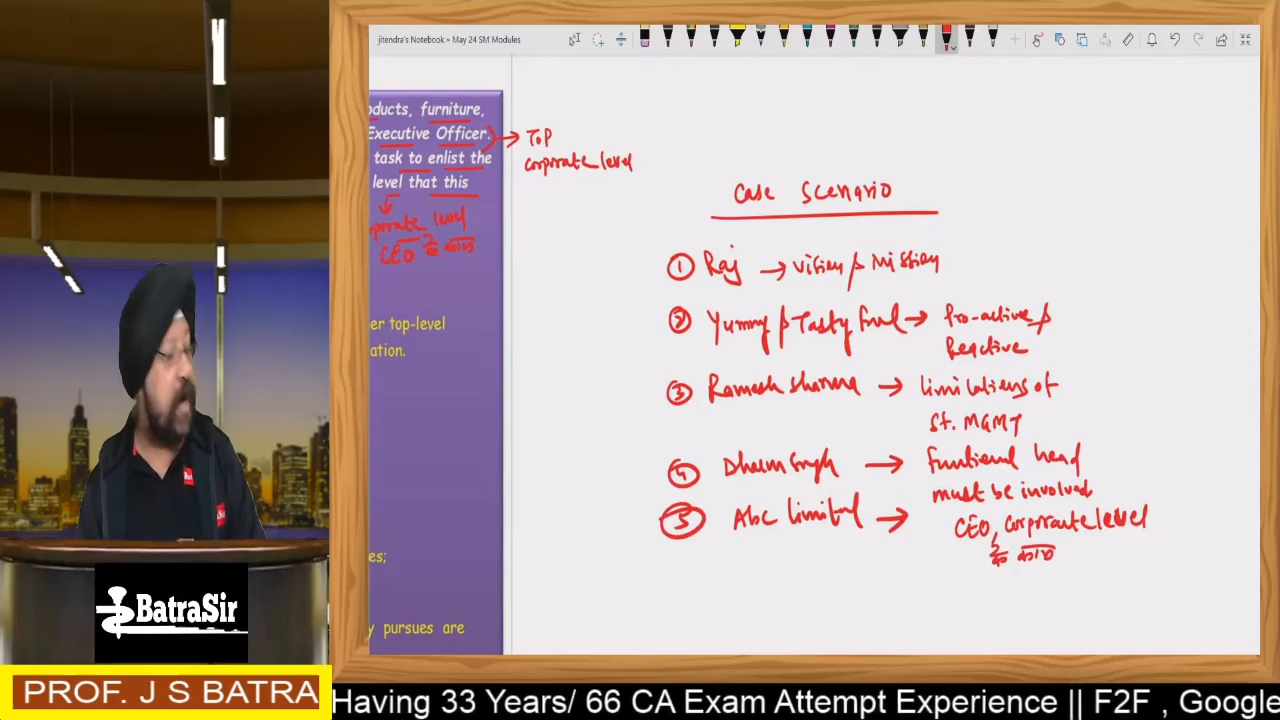 jitendra's Notebook » May 24 SM Modules
oducts, furniture,
Executive Officer.
task to enlist the
level that this
→ Top
corporate level
porate level
CEO के कार्य
er top-level
ation.
es;
y pursues are
Case Scenario
① Raj → vision & Mission
② Yummy & Tasty Food → Pro-active &
Reactive
③ Ramesh Sharma → limitations of
St. MGMT
④ Dharm Singh → Functional head
must be involved
⑤ Abc limited → CEO, corporate level
के कार्य
BatraSir
PROF. J S BATRA
Having 33 Years/ 66 CA Exam Attempt Experience || F2F , Google